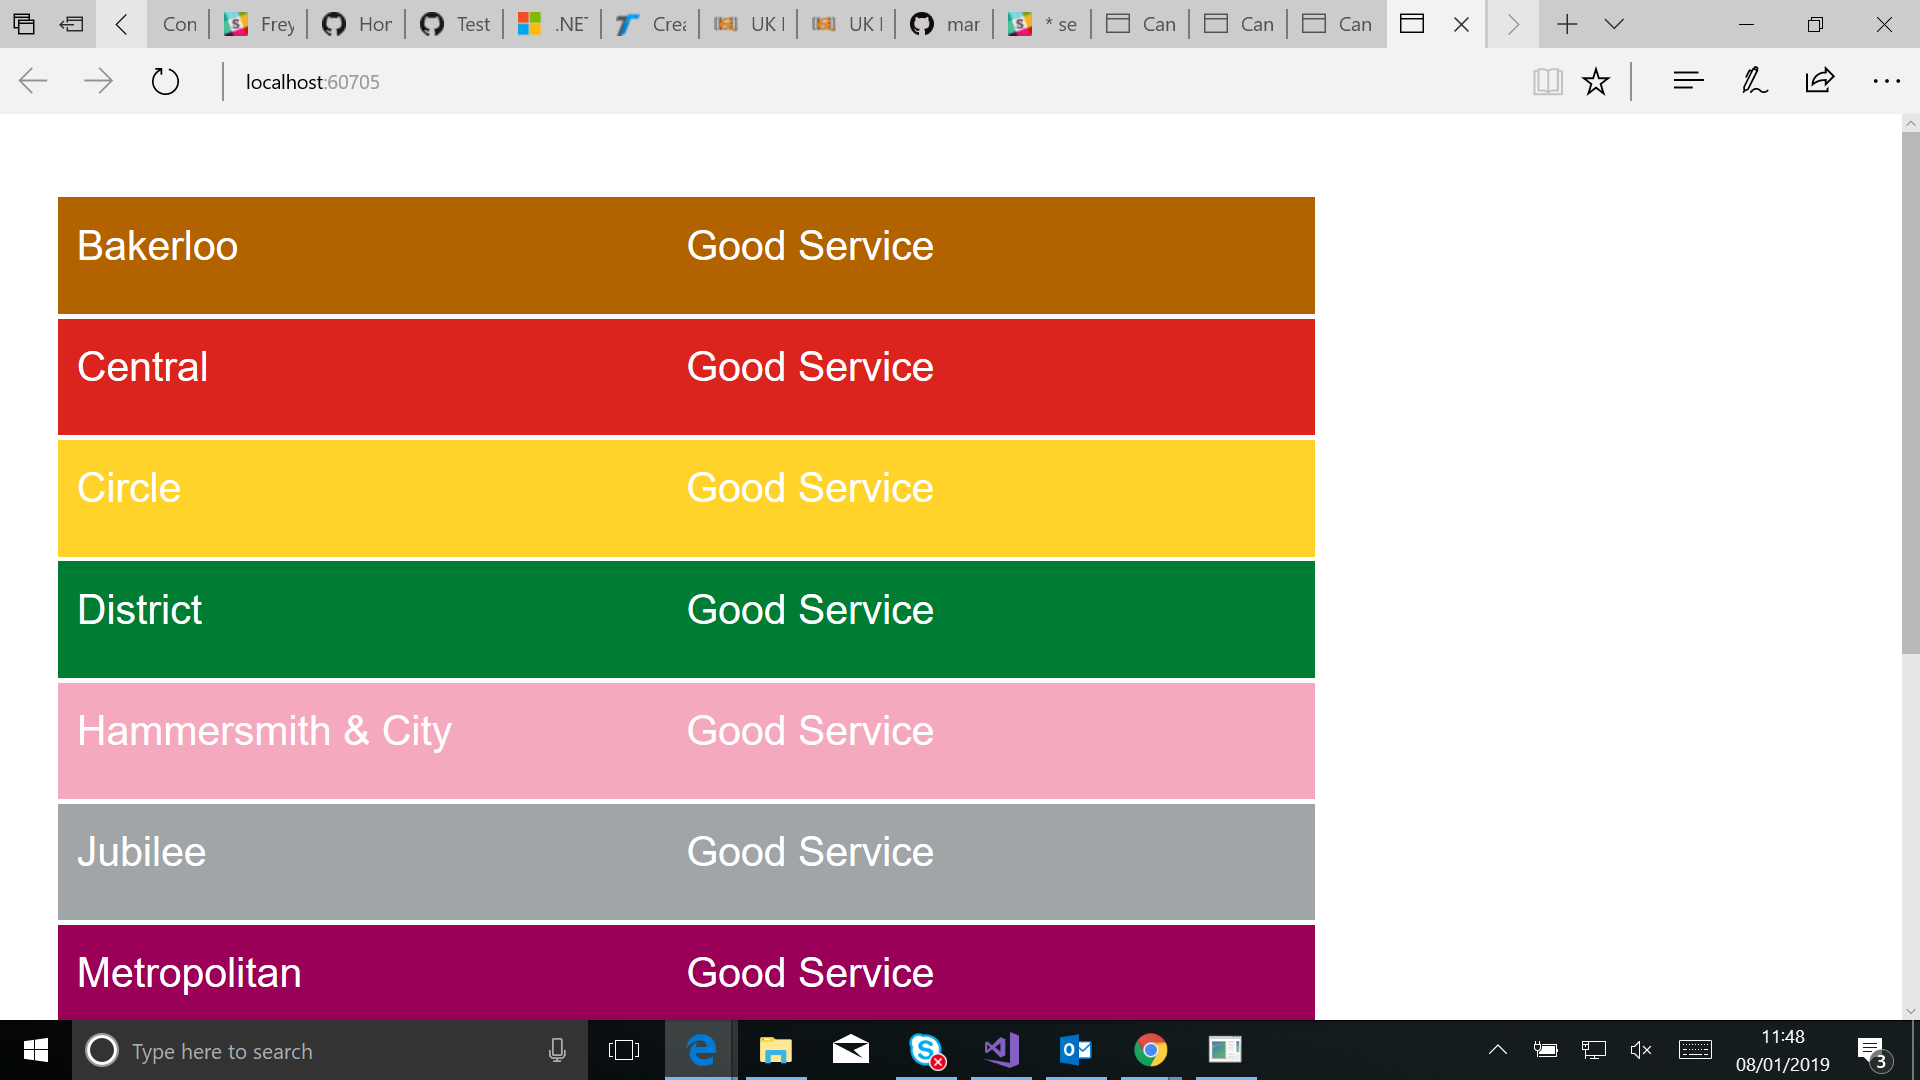 Con Frey Hor Test .NE Crea UK I UK I mar * se Can Can Can
localhost:60705
Bakerloo Good Service
Central Good Service
Circle Good Service
District Good Service
Hammersmith & City Good Service
Jubilee Good Service
Metropolitan Good Service
Type here to search
11:48
08/01/2019
3